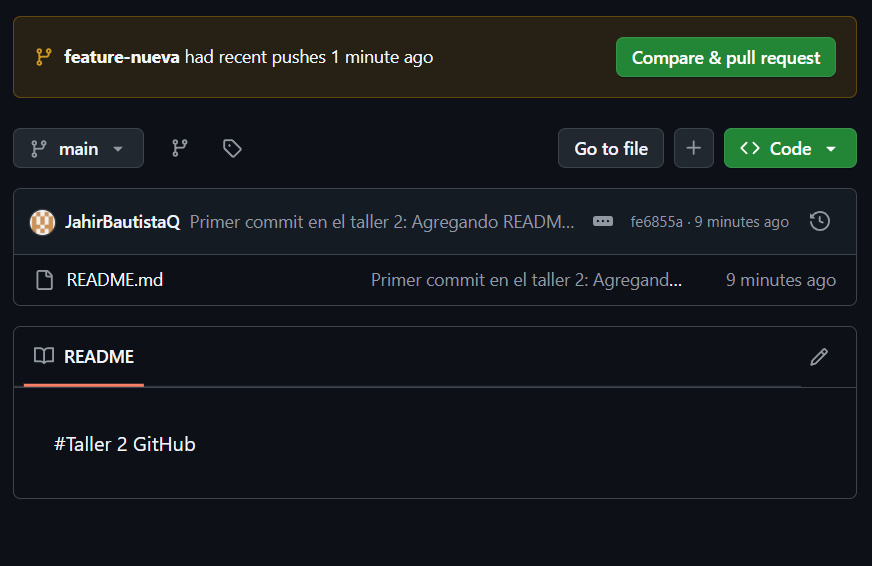 feature-nueva had recent pushes 1 minute ago
Compare & pull request
main
Go to file
Code
JahirBautistaQ Primer commit en el taller 2: Agregando READM... fe6855a · 9 minutes ago
README.md Primer commit en el taller 2: Agregand... 9 minutes ago
README
#Taller 2 GitHub